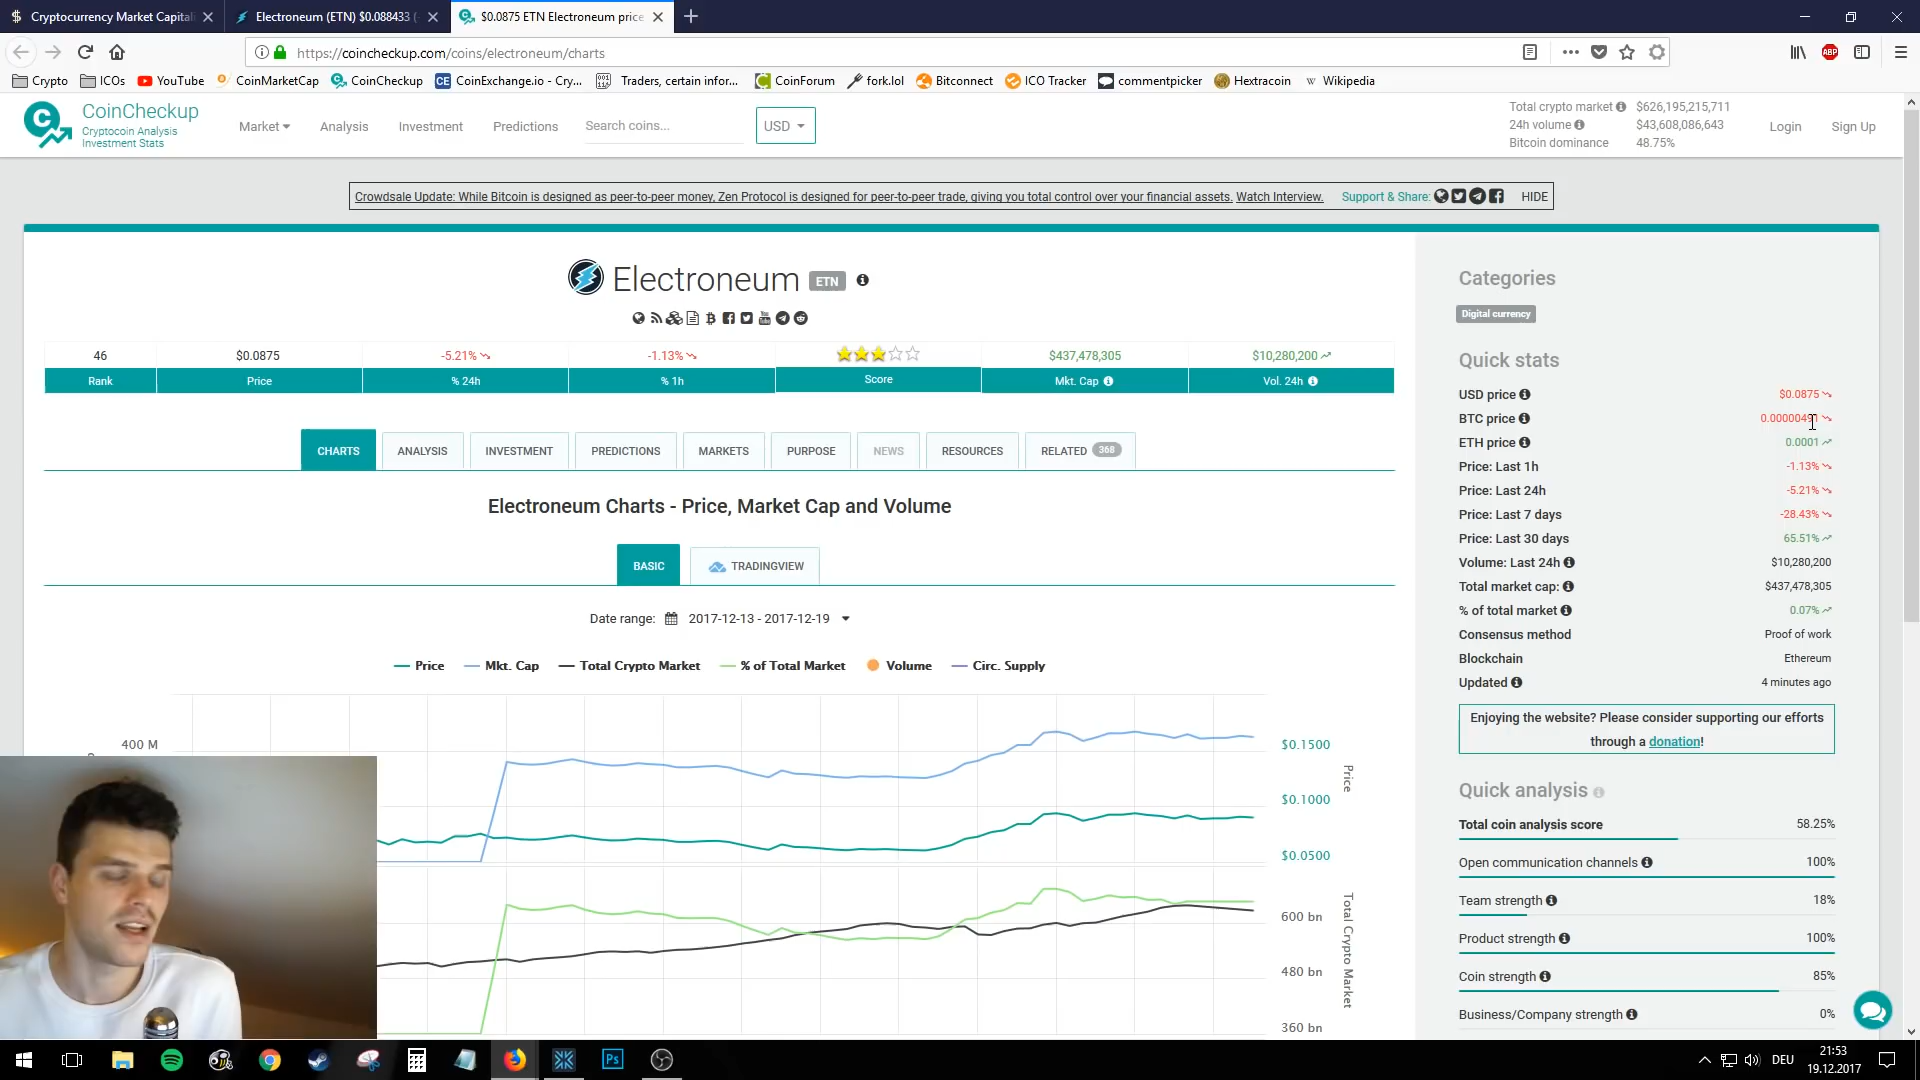 Cryptocurrency Market Capital
Electroneum (ETN) $0.088433 (
$0.0875 ETN Electroneum price
https://coincheckup.com/coins/electroneum/charts
ABP
Crypto
ICOs
YouTube
CoinMarketCap
CoinCheckup
CE CoinExchange.io - Cry...
Traders, certain infor...
CoinForum
fork.lol
Bitconnect
ICO Tracker
commentpicker
Hextracoin
W Wikipedia
CoinCheckup
Cryptocoin Analysis
Investment Stats
Market
Analysis
Investment
Predictions
Search coins...
USD
Total crypto market $626,195,215,711
24h volume $43,608,086,643
Bitcoin dominance 48.75%
Login
Sign Up
Crowdsale Update: While Bitcoin is designed as peer-to-peer money, Zen Protocol is designed for peer-to-peer trade, giving you total control over your financial assets. Watch Interview. Support & Share: HIDE
Electroneum ETN
46 $0.0875 -5.21% -1.13% $437,478,305 $10,280,200
Rank Price % 24h % 1h Score Mkt. Cap Vol. 24h
CHARTS ANALYSIS INVESTMENT PREDICTIONS MARKETS PURPOSE NEWS RESOURCES RELATED 368
Electroneum Charts - Price, Market Cap and Volume
BASIC TRADINGVIEW
Date range: 2017-12-13 - 2017-12-19
Price Mkt. Cap Total Crypto Market % of Total Market Volume Circ. Supply
400 M
$0.1500
$0.1000
$0.0500
Price
600 bn
480 bn
360 bn
Total Crypto Market
Categories
Digital currency
Quick stats
USD price $0.0875
BTC price 0.00000491
ETH price 0.0001
Price: Last 1h -1.13%
Price: Last 24h -5.21%
Price: Last 7 days -28.43%
Price: Last 30 days 65.51%
Volume: Last 24h $10,280,200
Total market cap: $437,478,305
% of total market 0.07%
Consensus method Proof of work
Blockchain Ethereum
Updated 4 minutes ago
Enjoying the website? Please consider supporting our efforts
through a donation!
Quick analysis
Total coin analysis score 58.25%
Open communication channels 100%
Team strength 18%
Product strength 100%
Coin strength 85%
Business/Company strength 0%
Ps
DEU
21:53
19.12.2017